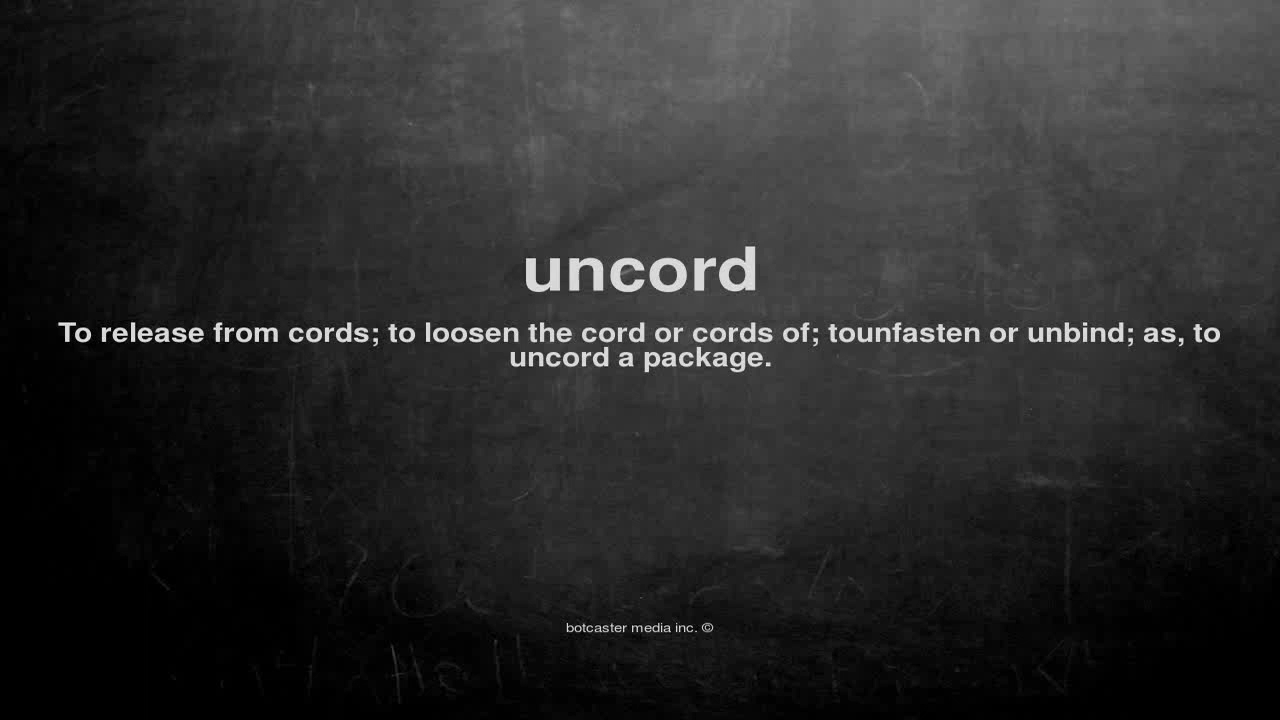 uncord
To release from cords; to loosen the cord or cords of; tounfasten or unbind; as, to
uncord a package.
botcaster media inc. ©